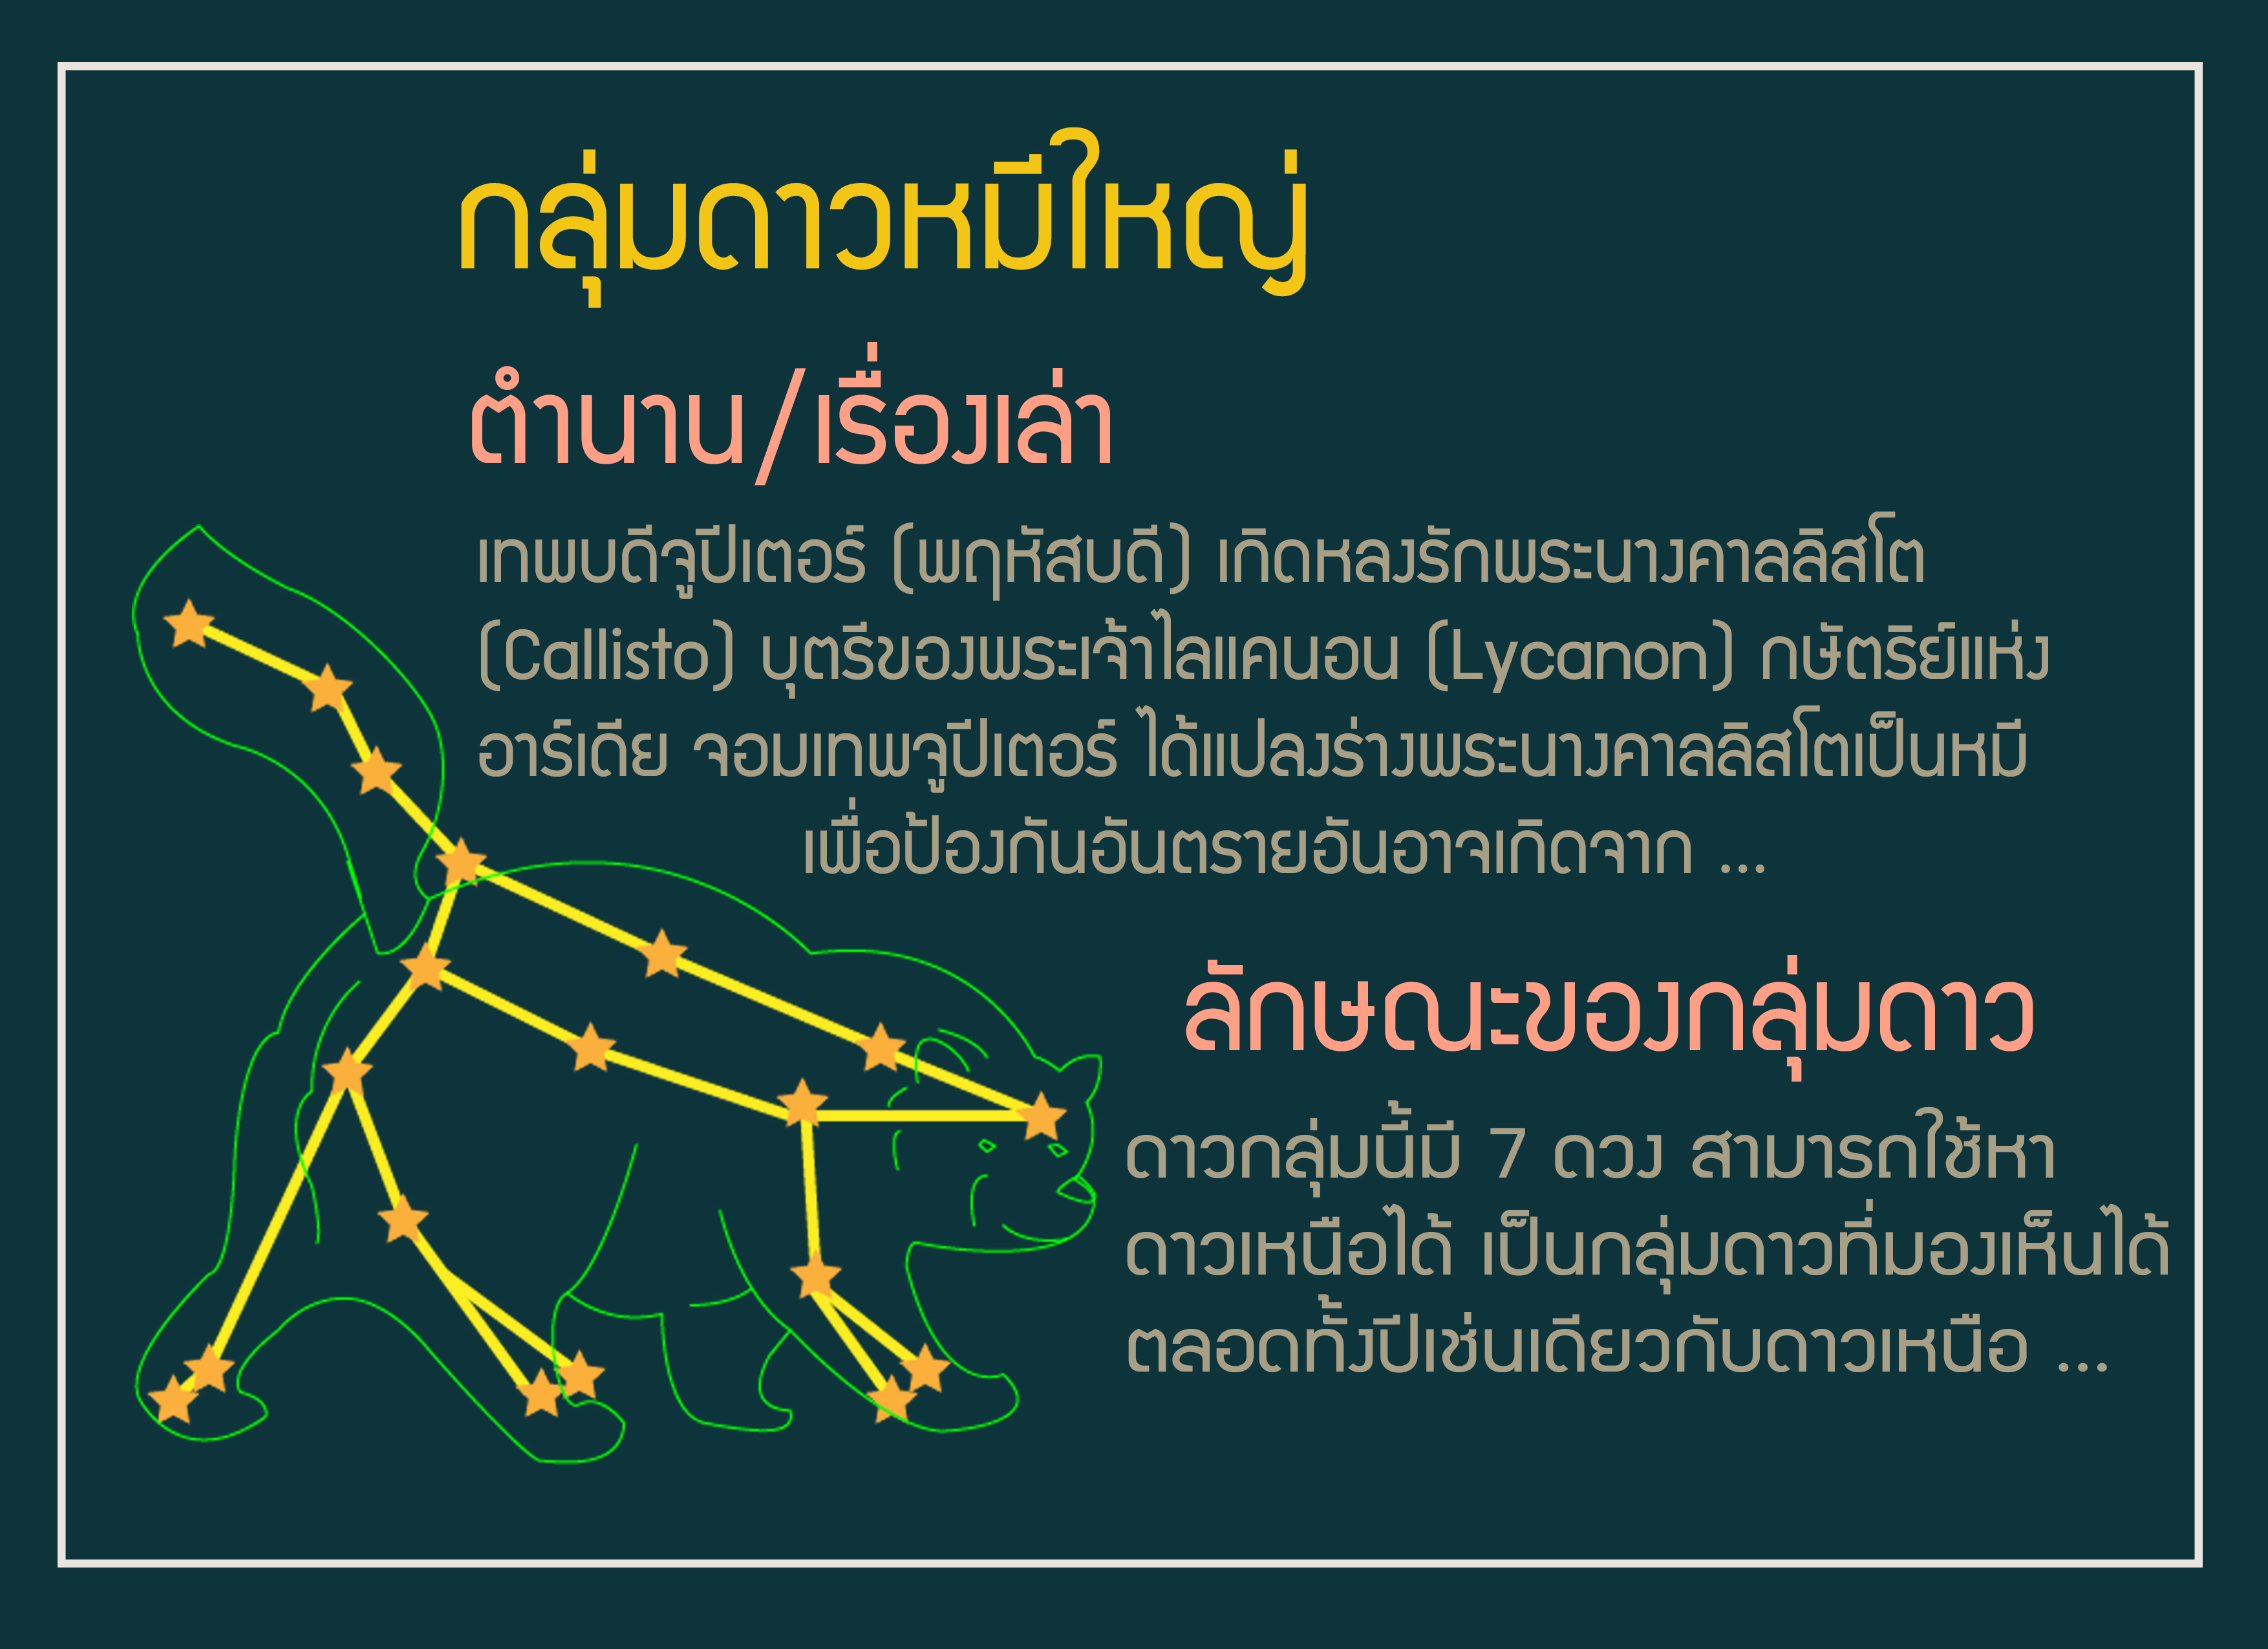 กลุ่มดาวหมีใหญ่
ตำนาน/เรื่องเล่า
เทพบดีจูปีเตอร์ (พฤหัสบดี) เกิดหลงรักพระนางคาลลิสโต
(Callisto) บุตรีของพระเจ้าไลแคนอน (Lycanon) กษัตริย์แห่ง
อาร์เดีย จอมเทพจูปีเตอร์ ได้แปลงร่างพระนางคาลลิสโตเป็นหมี
เพื่อป้องกันอันตรายอันอาจเกิดจาก ...
ลักษณะของกลุ่มดาว
ดาวกลุ่มนี้มี 7 ดวง สามารถใช้หา
ดาวเหนือได้ เป็นกลุ่มดาวที่มองเห็นได้
ตลอดทั้งปีเช่นเดียวกับดาวเหนือ ...